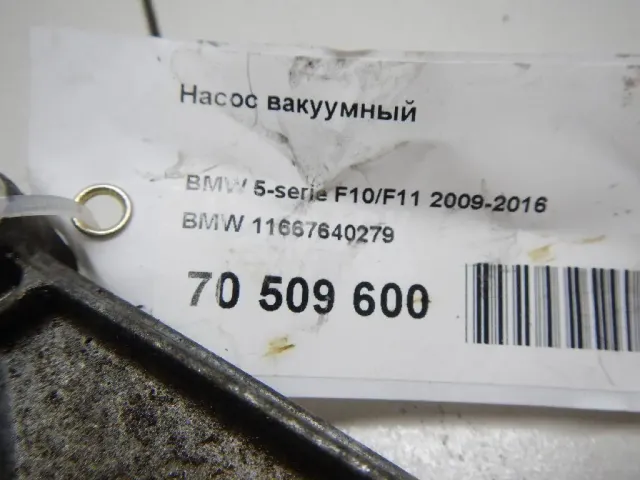 Насос вакуумный
BMW 5-serie F10/F11 2009-2016
BMW 11667640279
70 509 600